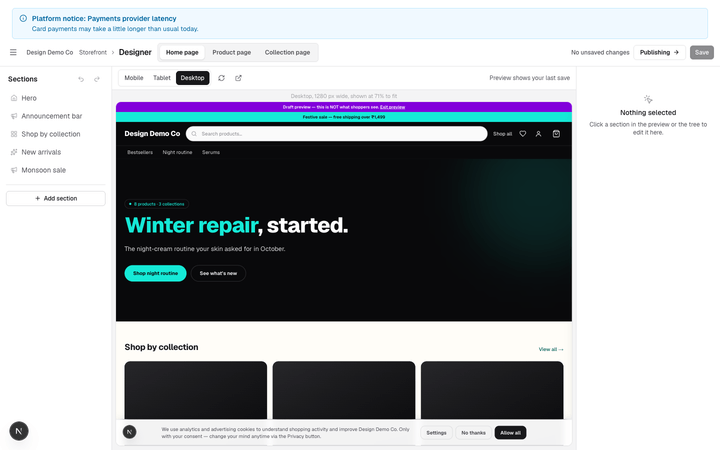 Platform notice: Payments provider latency
Card payments may take a little longer than usual today.
Design Demo Co Storefront > Designer
Home page Product page Collection page
No unsaved changes Publishing → Save
Sections
Mobile Tablet Desktop
Preview shows your last save
Hero
Announcement bar
Shop by collection
New arrivals
Monsoon sale
+ Add section
Desktop, 1280 px wide, shown at 71% to fit
Draft preview — this is NOT what shoppers see. Exit preview
Festive sale — free shipping over ₹1,499
Design Demo Co Search products… Shop all
Bestsellers Night routine Serums
8 products · 3 collections
Winter repair, started.
The night-cream routine your skin asked for in October.
Shop night routine See what's new
Shop by collection View all →
We use analytics and advertising cookies to understand shopping activity and improve Design Demo Co. Only
with your consent — change your mind anytime via the Privacy button.
Settings No thanks Allow all
Nothing selected
Click a section in the preview or the tree to
edit it here.
N
N